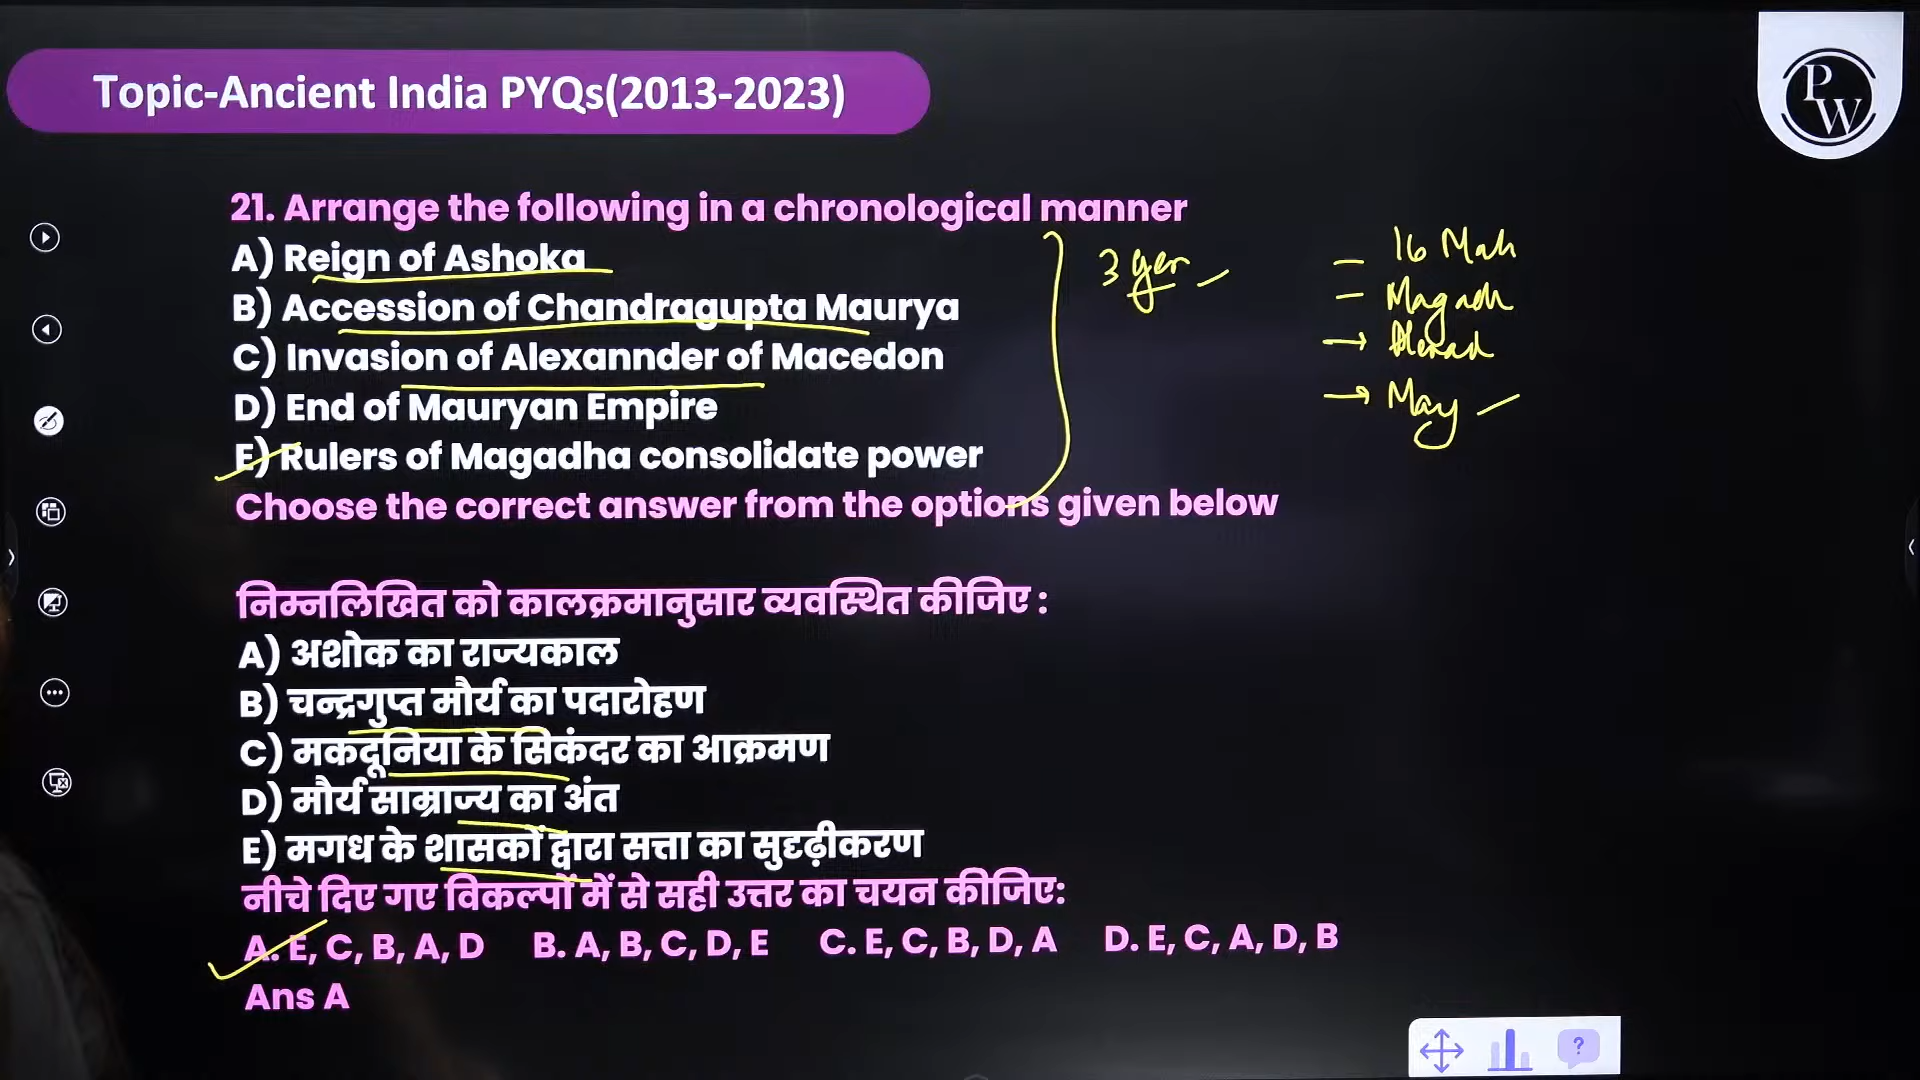 Topic-Ancient India PYQs(2013-2023)
P
W
21. Arrange the following in a chronological manner
A) Reign of Ashoka
B) Accession of Chandragupta Maurya
C) Invasion of Alexannder of Macedon
D) End of Mauryan Empire
E) Rulers of Magadha consolidate power
Choose the correct answer from the options given below
3
16 Mah
Magadh
May
निम्नलिखित को कालक्रमानुसार व्यवस्थित कीजिए :
A) अशोक का राज्यकाल
B) चन्द्रगुप्त मौर्य का पदारोहण
C) मकदूनिया के सिकंदर का आक्रमण
D) मौर्य साम्राज्य का अंत
E) मगध के शासकों द्वारा सत्ता का सुदृढ़ीकरण
नीचे दिए गए विकल्पों में से सही उत्तर का चयन कीजिए:
A. E, C, B, A, D B. A, B, C, D, E C. E, C, B, D, A D. E, C, A, D, B
Ans A